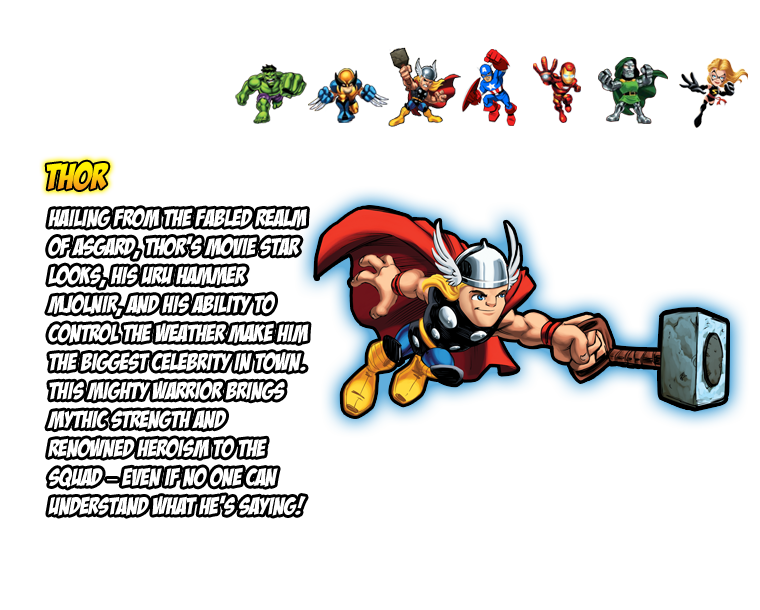 THOR
HAILING FROM THE FABLED REALM
OF ASGARD, THOR'S MOVIE STAR
LOOKS, HIS URU HAMMER
MJOLNIR, AND HIS ABILITY TO
CONTROL THE WEATHER MAKE HIM
THE BIGGEST CELEBRITY IN TOWN.
THIS MIGHTY WARRIOR BRINGS
MYTHIC STRENGTH AND
RENOWNED HEROISM TO THE
SQUAD – EVEN IF NO ONE CAN
UNDERSTAND WHAT HE'S SAYING!